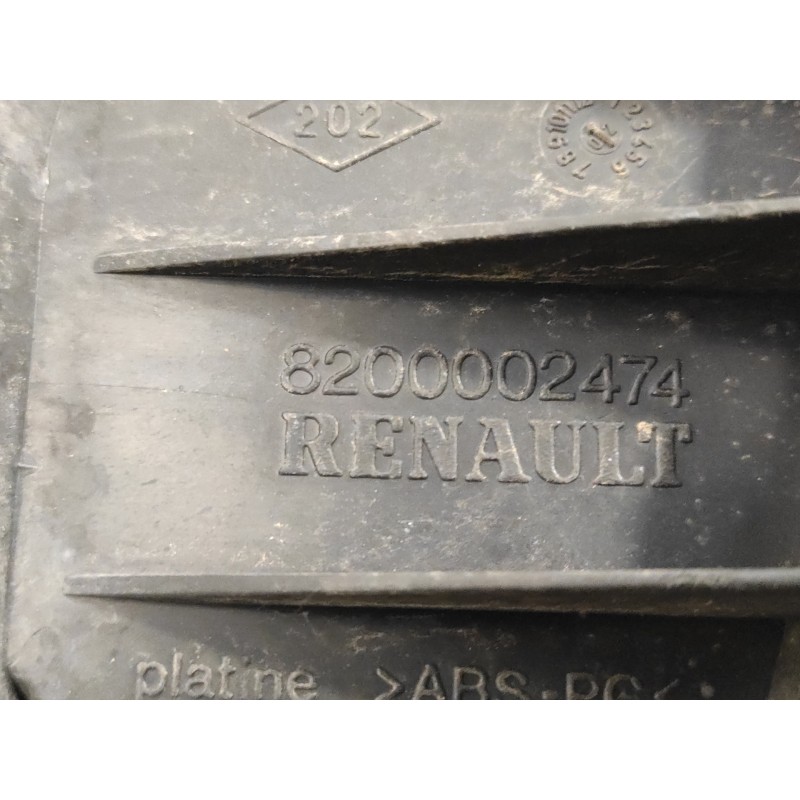 202
8200002474
RENAULT
platine >ABS-PC<